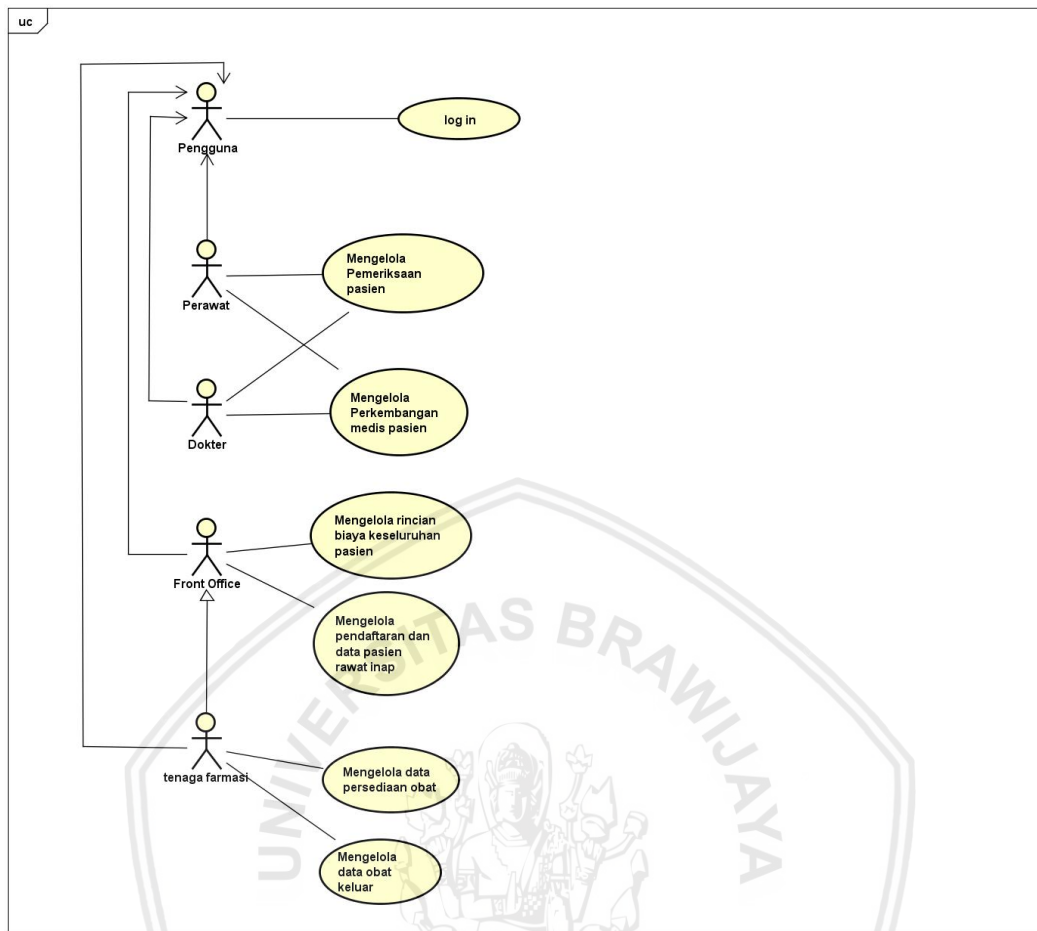 uc
Pengguna
log in
Perawat
Mengelola
Pemeriksaan
pasien
Dokter
Mengelola
Perkembangan
medis pasien
Front Office
Mengelola rincian
biaya keseluruhan
pasien
Mengelola
pendaftaran dan
data pasien
rawat inap
tenaga farmasi
Mengelola data
persediaan obat
Mengelola
data obat
keluar
UNIVERSITAS BRAWIJAYA